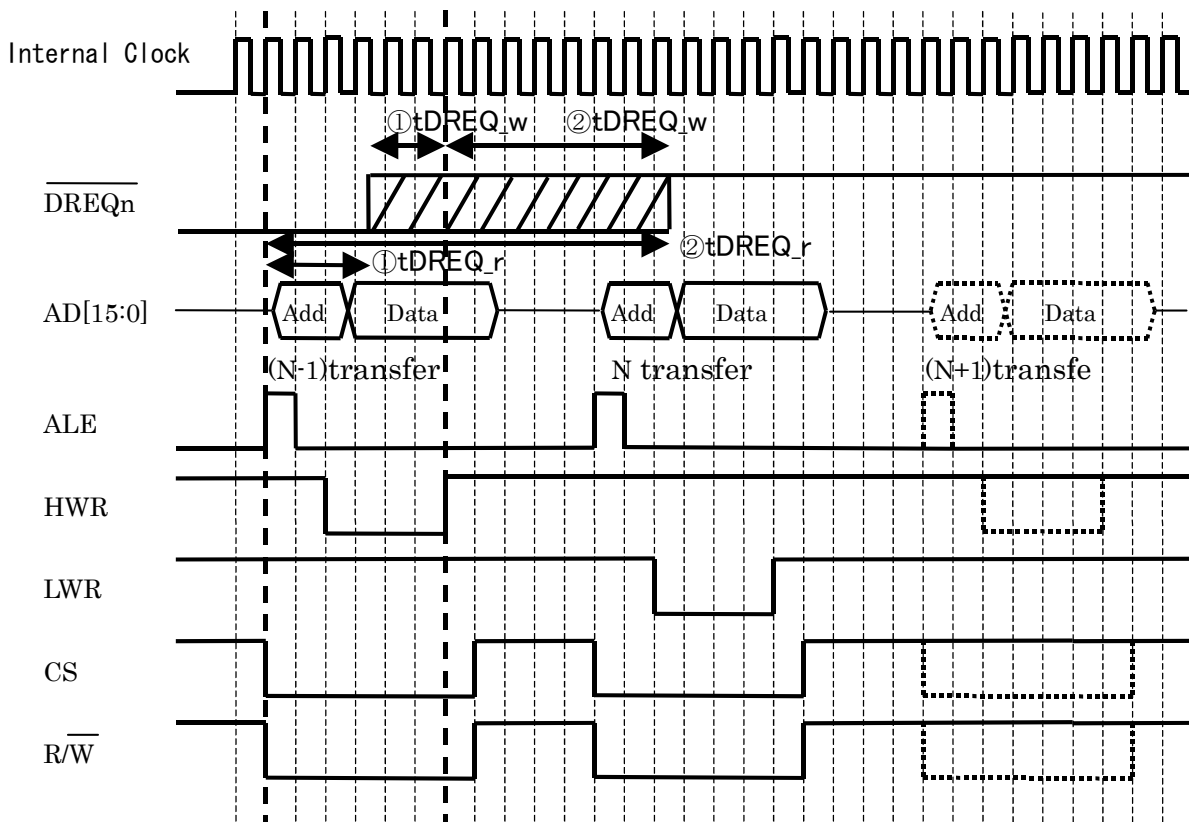 Internal Clock
①tDREQ_w ②tDREQ_w
DREQn
②tDREQ_r
①tDREQ_r
AD[15:0] Add Data Add Data Add Data
(N-1)transfer N transfer (N+1)transfe
ALE
HWR
LWR
CS
R/W